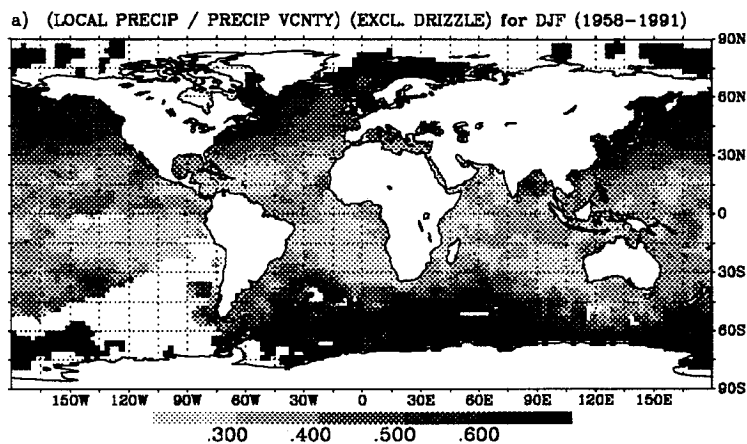 a) (LOCAL PRECIP / PRECIP VCNTY) (EXCL. DRIZZLE) for DJF (1958-1991)
90N
60N
30N
0
30S
60S
90S
150W 120W 90W 60W 30W 0 30E 60E 90E 120E 150E
.300 .400 .500 .600